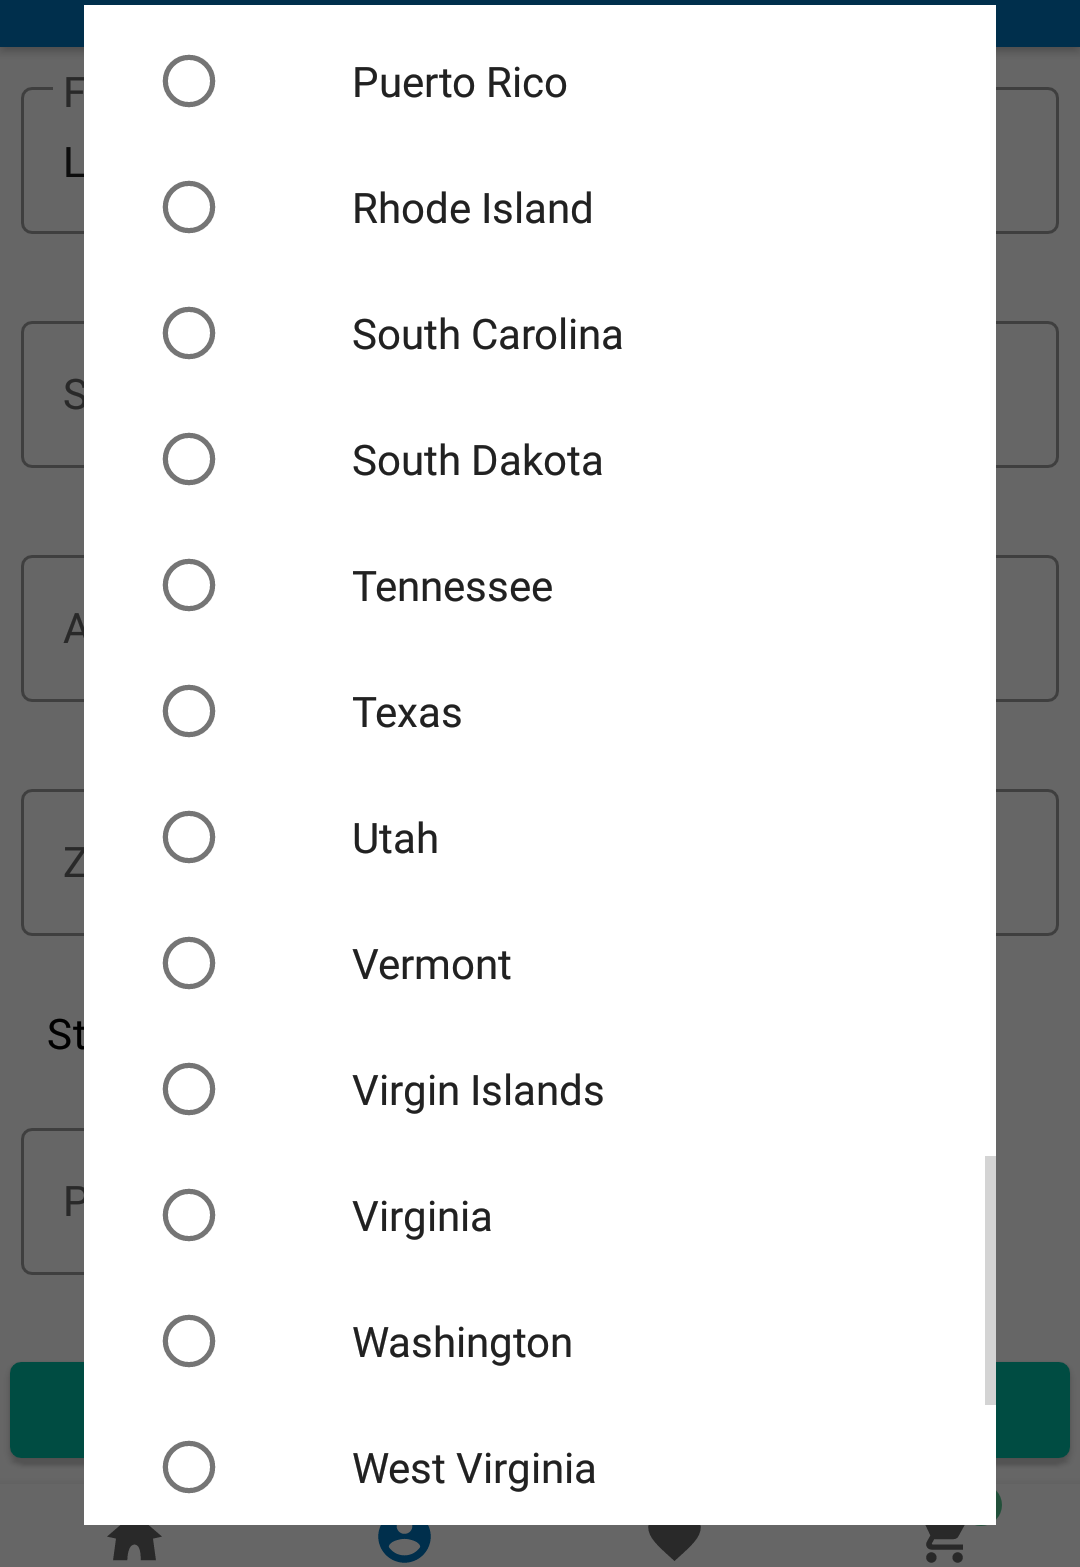 Puerto Rico
Rhode Island
South Carolina
South Dakota
Tennessee
Texas
Utah
Vermont
Virgin Islands
Virginia
Washington
West Virginia